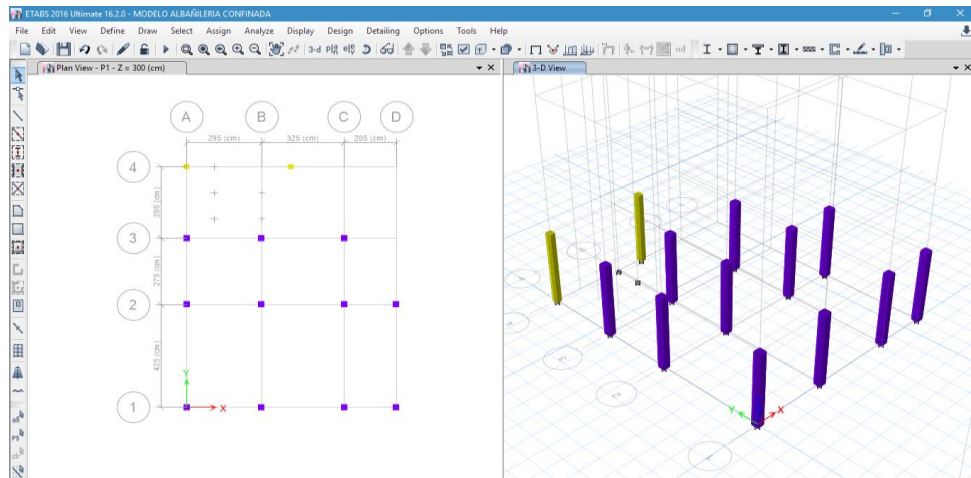 ETABS 2016 Ultimate 16.2.0 - MODELO ALBAÑILERIA CONFINADA
File Edit View Define Draw Select Assign Analyze Display Design Detailing Options Tools Help
3-d
nd
Plan View - P1 - Z = 300 (cm)
3-D View
A B C D
295 (cm) 325 (cm) 205 (cm)
4
295 (cm)
3
275 (cm)
2
425 (cm)
1
Y
X
Y
X